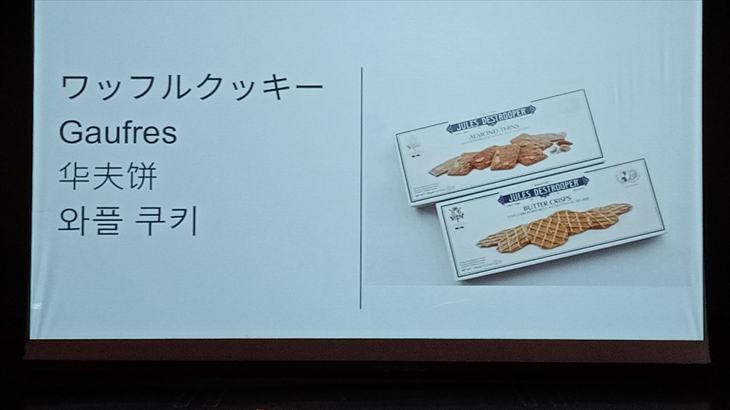 ワッフルクッキー
Gaufres
华夫饼
와플 쿠키
JULES DESTROOPER
ALMOND THINS
JULES DESTROOPER
BUTTER CRISPS